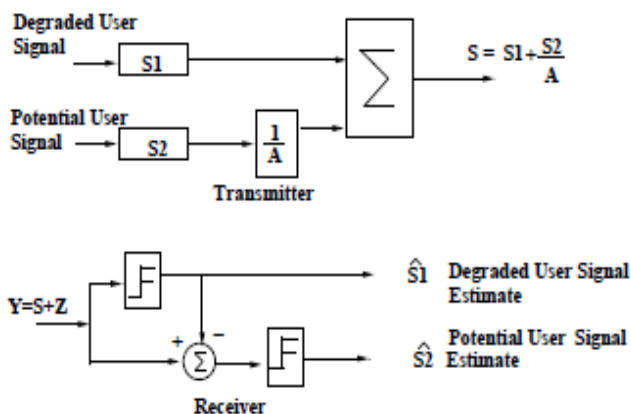 Degraded User
Signal
S1
S = S1+S2/A
Σ
Potential User
Signal
S2
1/A
Transmitter
Y=S+Z
Ŝ1 Degraded User Signal
Estimate
+ −
Σ
Ŝ2 Potential User Signal
Estimate
Receiver